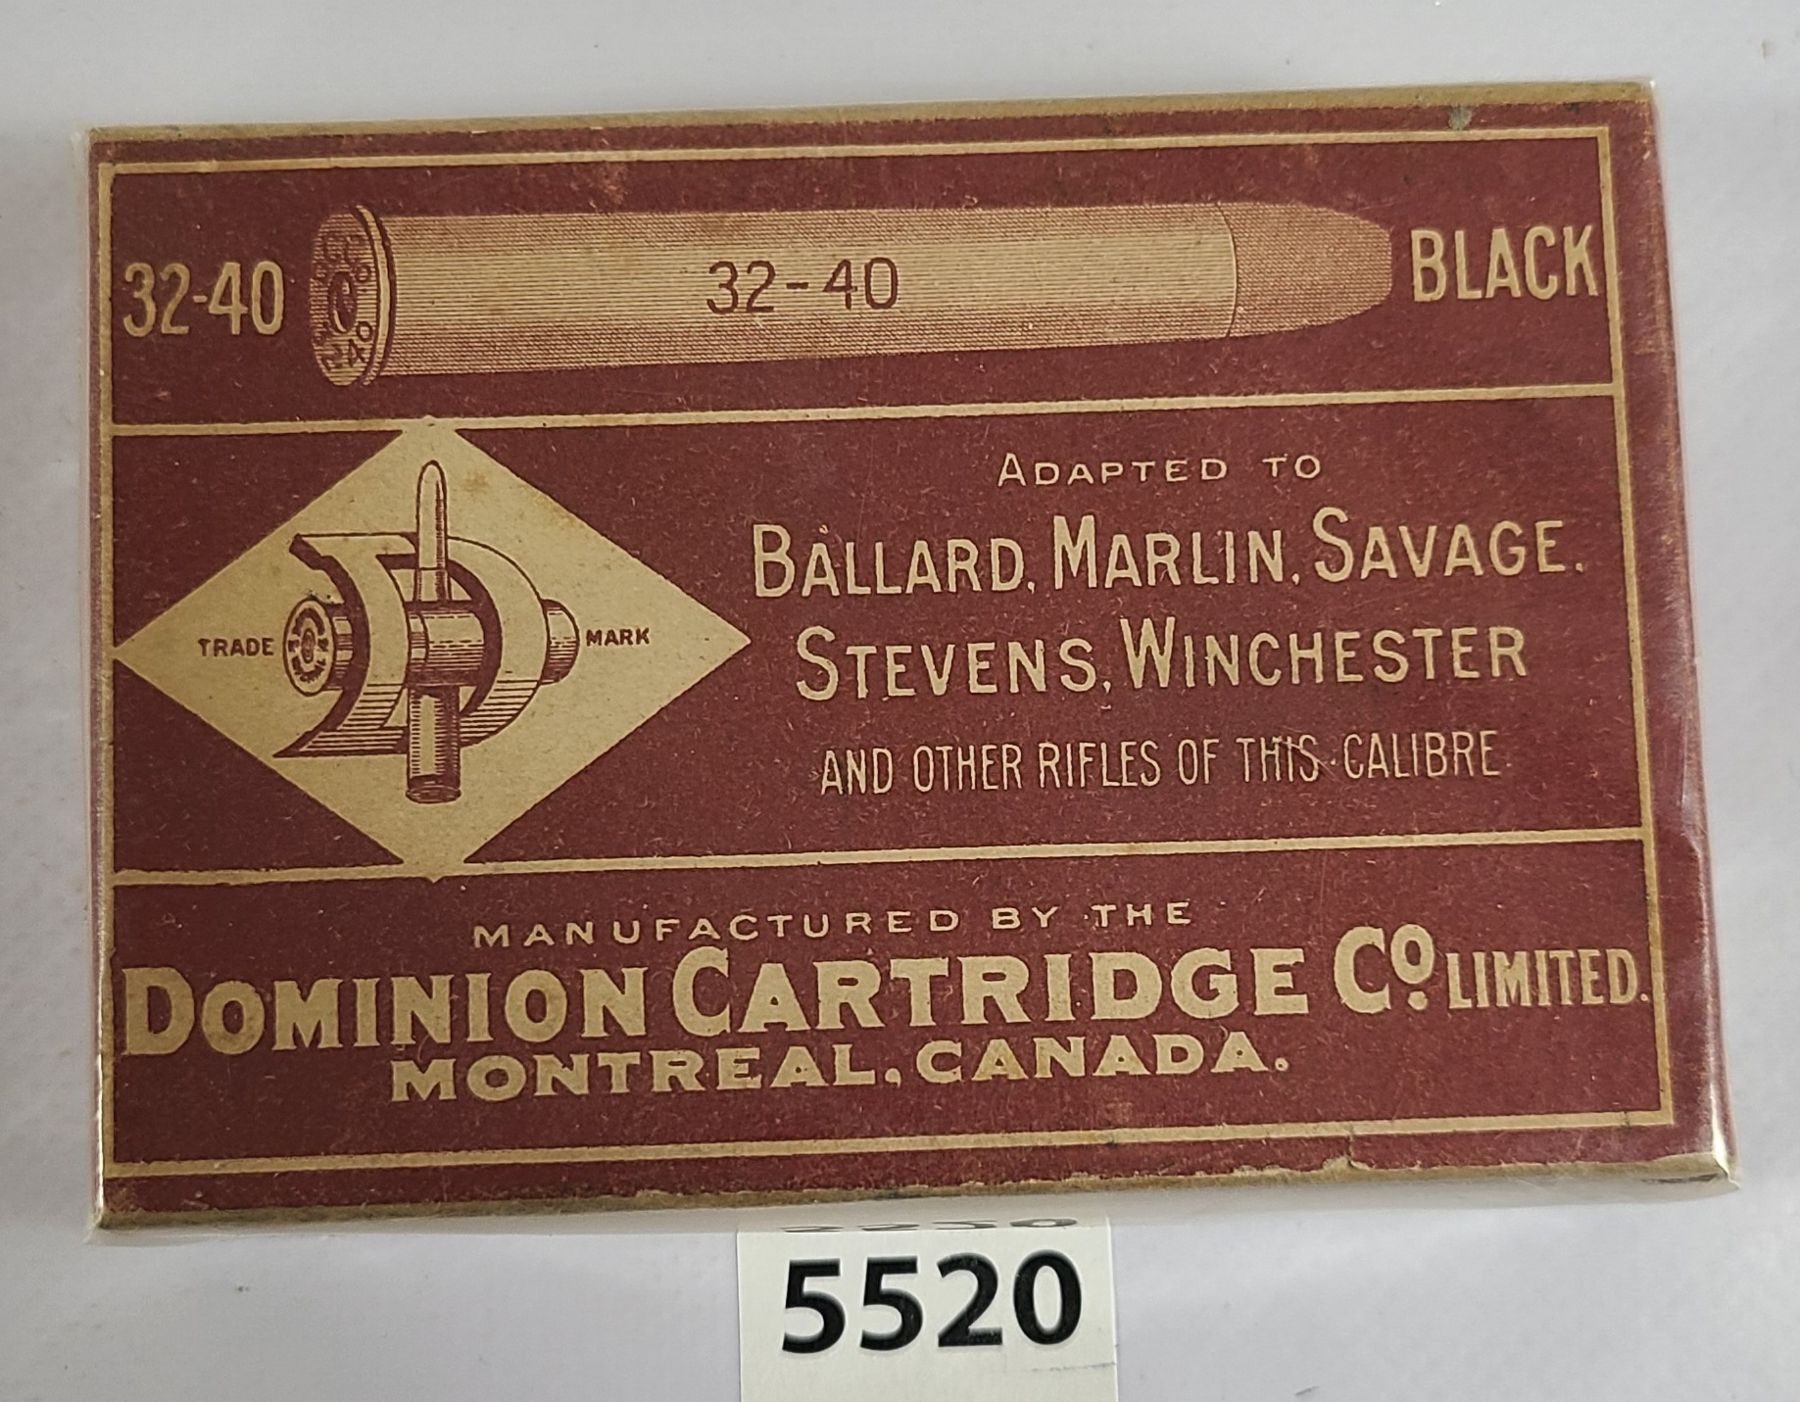 32-40 32-40 BLACK
TRADE MARK
ADAPTED TO
BALLARD, MARLIN, SAVAGE,
STEVENS, WINCHESTER
AND OTHER RIFLES OF THIS CALIBRE
MANUFACTURED BY THE
DOMINION CARTRIDGE Co. LIMITED.
MONTREAL, CANADA.
5520